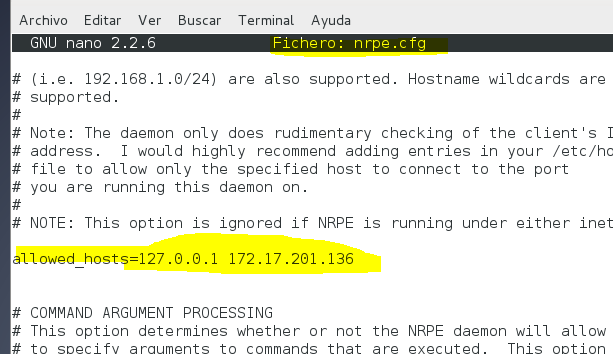 Archivo Editar Ver Buscar Terminal Ayuda
GNU nano 2.2.6 Fichero: nrpe.cfg
# (i.e. 192.168.1.0/24) are also supported. Hostname wildcards are
# supported.
#
# Note: The daemon only does rudimentary checking of the client's I
# address. I would highly recommend adding entries in your /etc/ho
# file to allow only the specified host to connect to the port
# you are running this daemon on.
#
# NOTE: This option is ignored if NRPE is running under either inet
allowed_hosts=127.0.0.1 172.17.201.136
# COMMAND ARGUMENT PROCESSING
# This option determines whether or not the NRPE daemon will allow
# to specify arguments to commands that are executed. This option